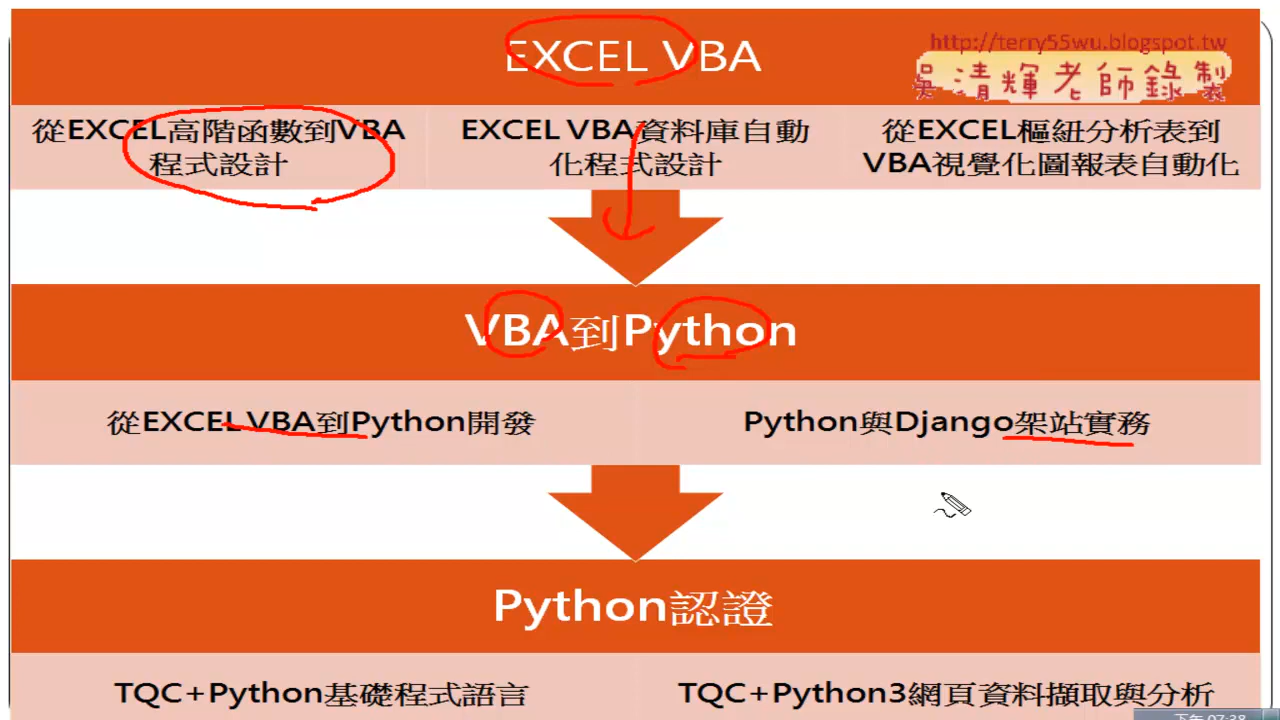 EXCEL VBA
http://terry55wu.blogspot.tw
吳清輝老師錄製
從EXCEL高階函數到VBA
程式設計
EXCEL VBA資料庫自動
化程式設計
從EXCEL樞紐分析表到
VBA視覺化圖報表自動化
VBA到Python
從EXCEL VBA到Python開發
Python與Django架站實務
Python認證
TQC+Python基礎程式語言
TQC+Python3網頁資料擷取與分析
下午 07:38